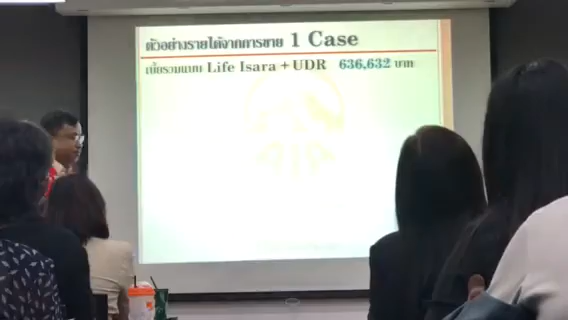 ตัวอย่างรายได้จากการขาย 1 Case
เบี้ยรวมแบบ Life Isara + UDR 636,632 บาท
AIA